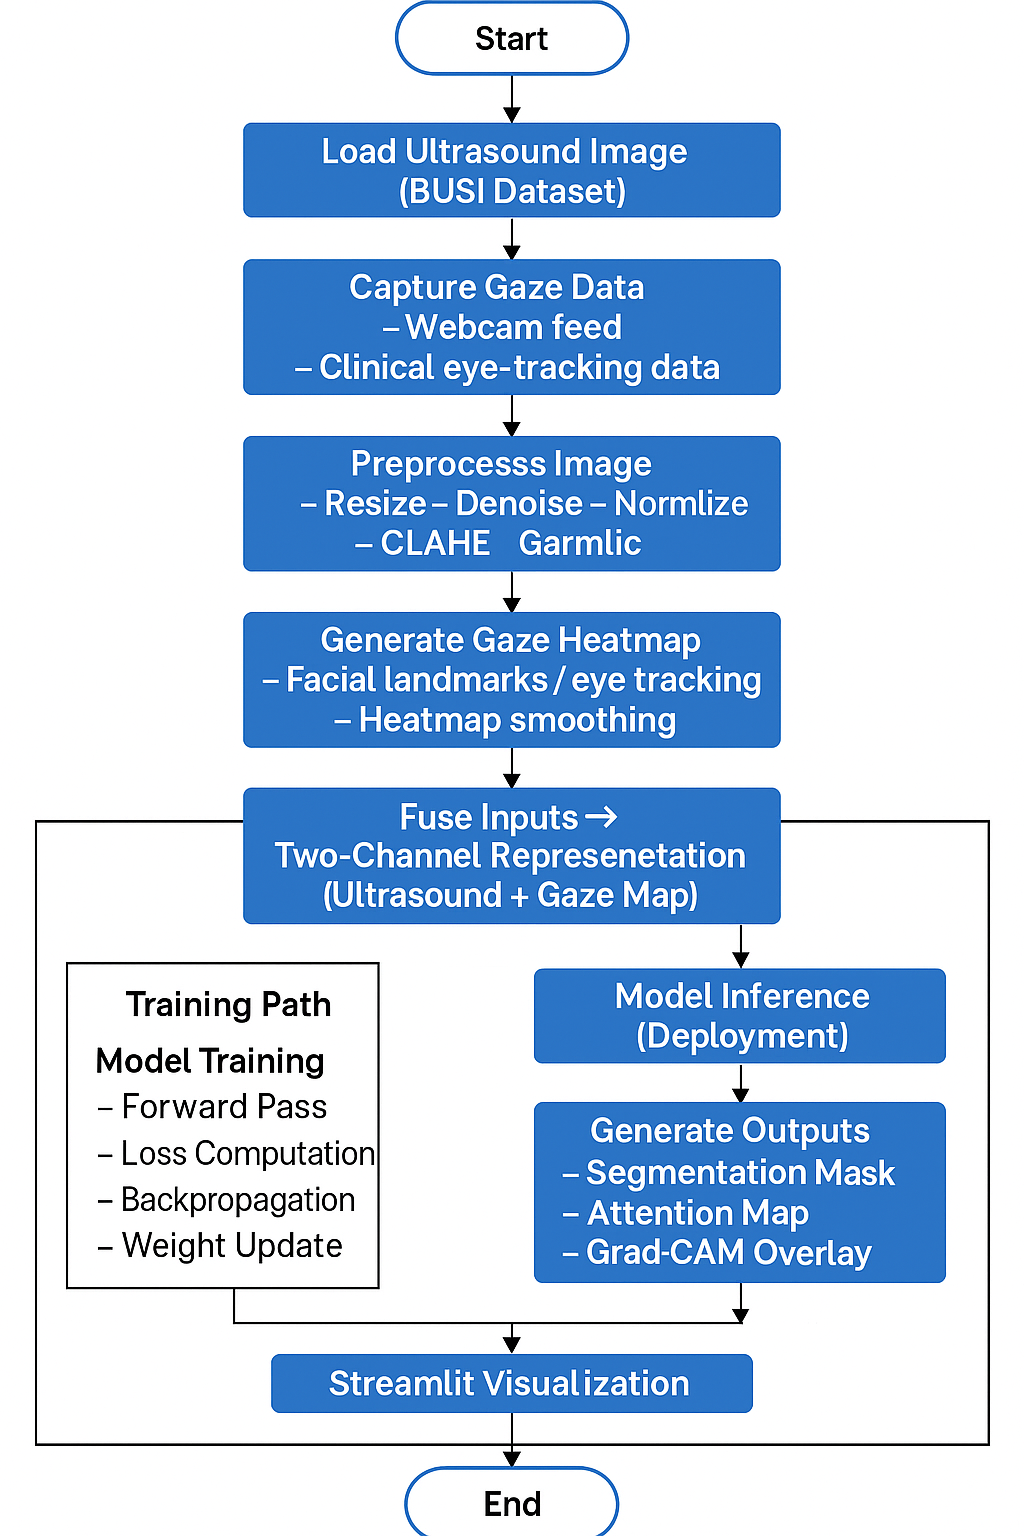 Start
Load Ultrasound Image
(BUSI Dataset)
Capture Gaze Data
– Webcam feed
– Clinical eye-tracking data
Preprocesss Image
– Resize – Denoise – Normlize
– CLAHE Garmlic
Generate Gaze Heatmap
– Facial landmarks / eye tracking
– Heatmap smoothing
Fuse Inputs →
Two-Channel Represenetation
(Ultrasound + Gaze Map)
Training Path
Model Training
– Forward Pass
– Loss Computation
– Backpropagation
– Weight Update
Model Inference
(Deployment)
Generate Outputs
– Segmentation Mask
– Attention Map
– Grad-CAM Overlay
Streamlit Visualization
End